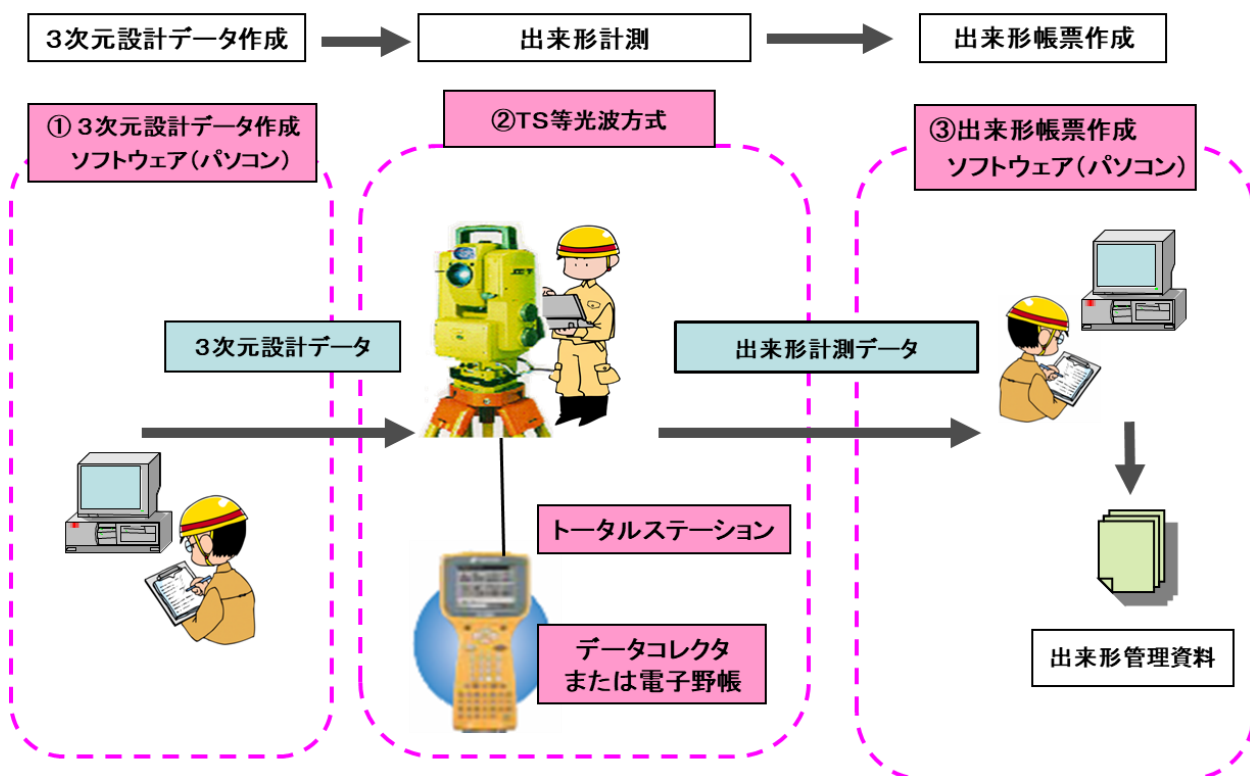 ３次元設計データ作成
出来形計測
出来形帳票作成
①３次元設計データ作成
ソフトウェア（パソコン）
②TS等光波方式
③出来形帳票作成
ソフトウェア（パソコン）
３次元設計データ
出来形計測データ
トータルステーション
データコレクタ
または電子野帳
出来形管理資料